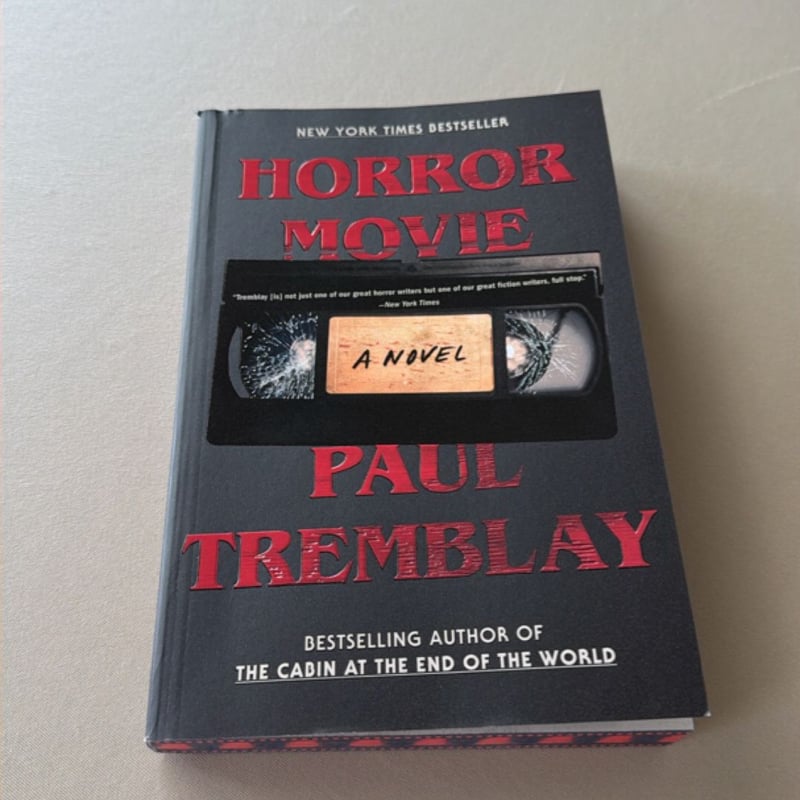 NEW YORK TIMES BESTSELLER
HORROR
MOVIE
"Tremblay [is] not just one of our great horror writers but one of our great fiction writers, full stop."
—New York Times
A NOVEL
PAUL
TREMBLAY
BESTSELLING AUTHOR OF
THE CABIN AT THE END OF THE WORLD